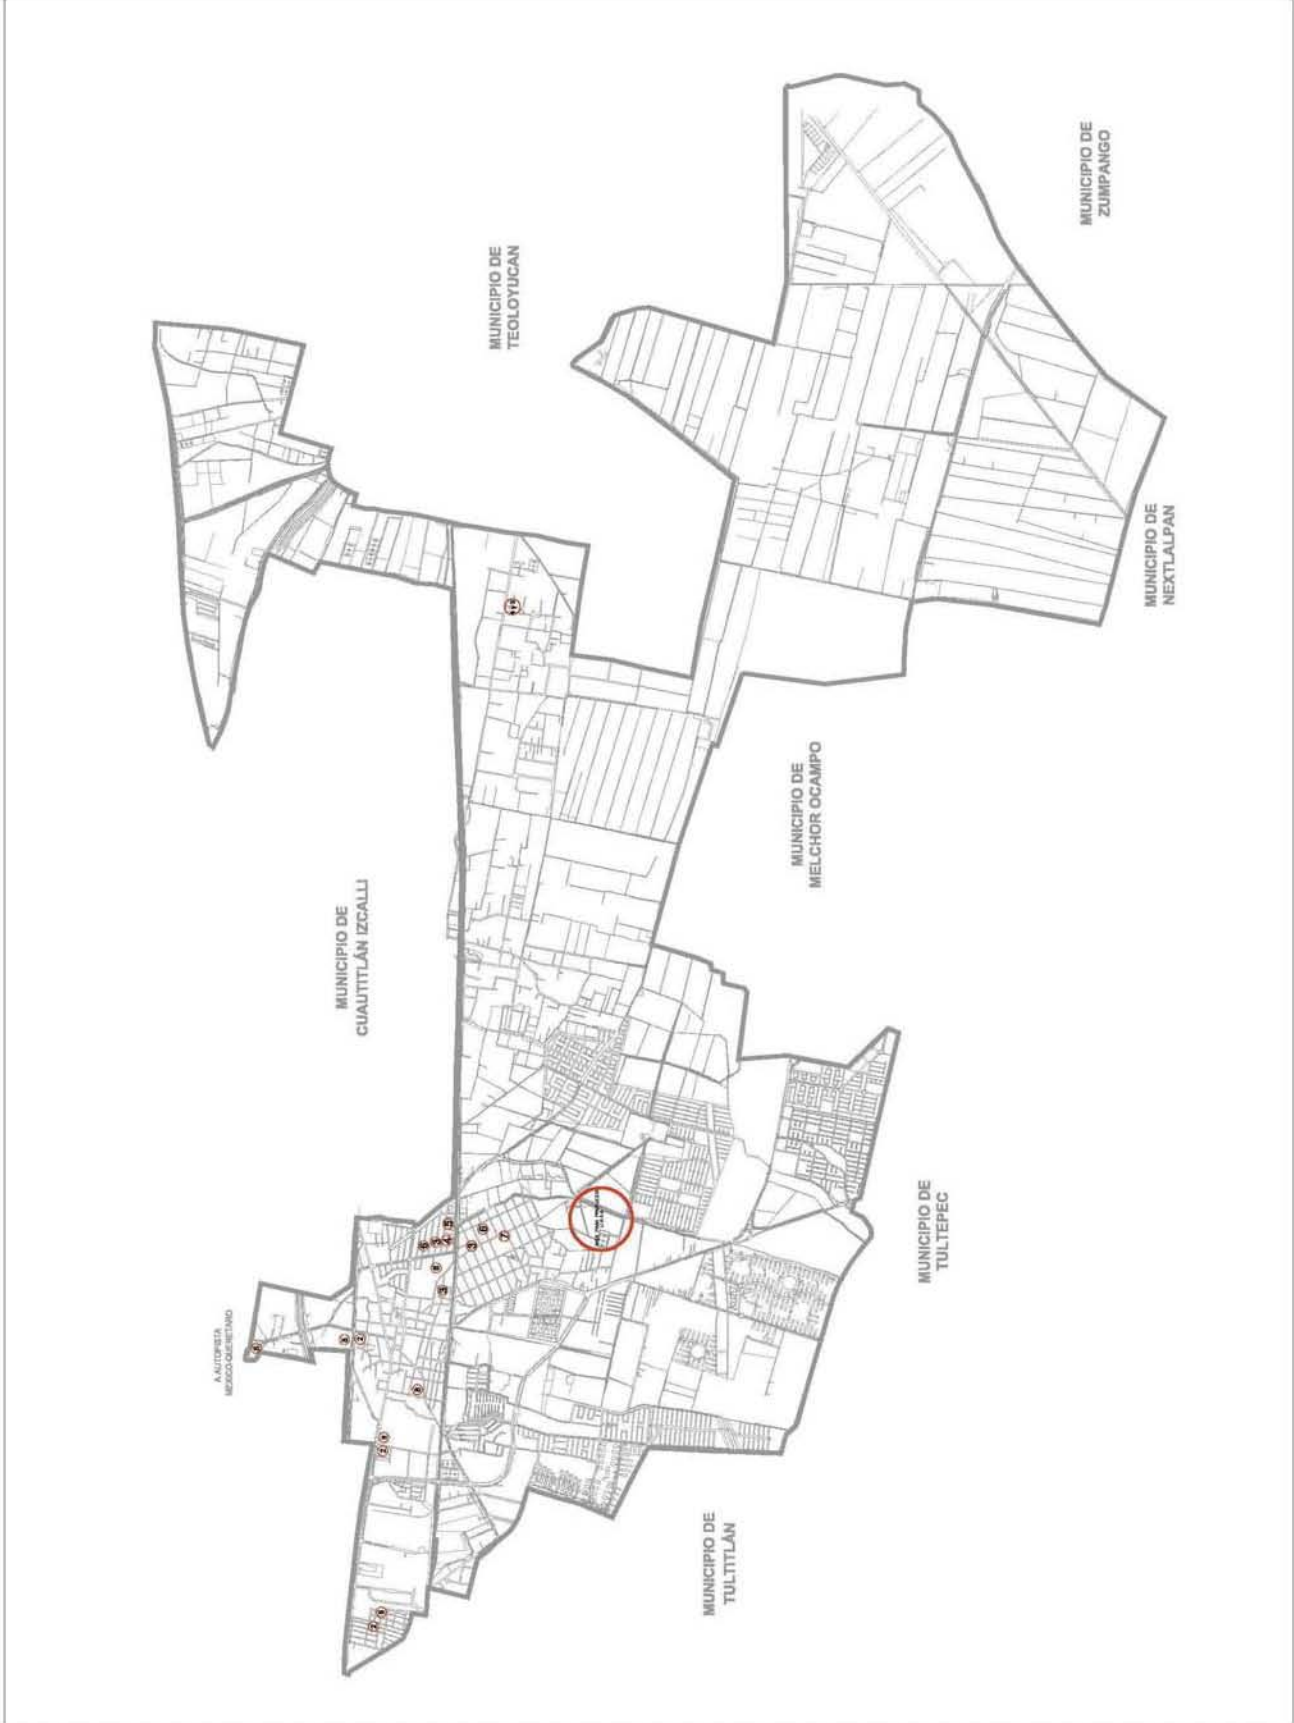 MUNICIPIO DE
ZUMPANGO
MUNICIPIO DE
TEOLOYUCAN
MUNICIPIO DE
NEXTLALPAN
MUNICIPIO DE
MELCHOR OCAMPO
MUNICIPIO DE
CUAUTITLÁN IZCALLI
MUNICIPIO DE
TULTEPEC
A AUTOPISTA
MEXICO-QUERETARO
MUNICIPIO DE
TULTITLÁN